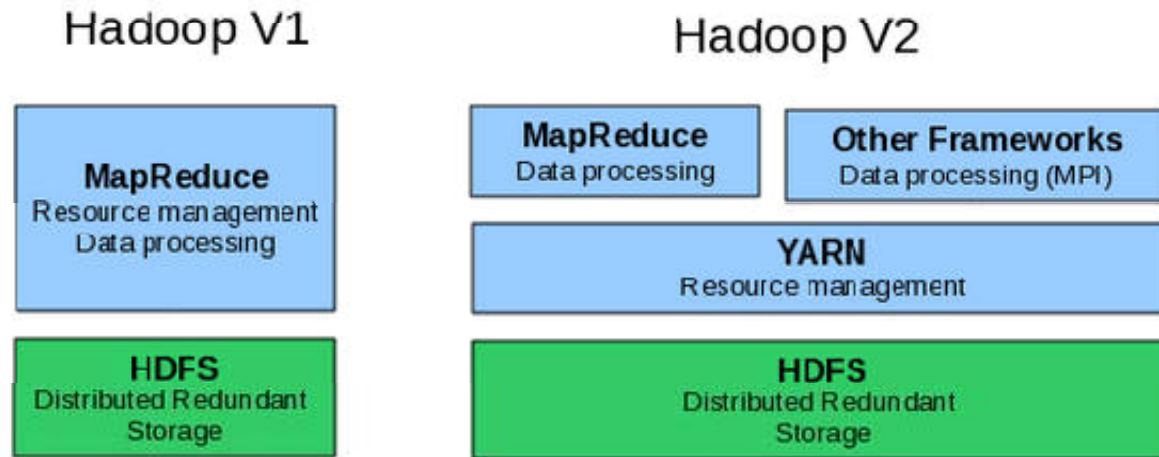 Hadoop V1
MapReduce
Resource management
Data processing
HDFS
Distributed Redundant
Storage
Hadoop V2
MapReduce
Data processing
Other Frameworks
Data processing (MPI)
YARN
Resource management
HDFS
Distributed Redundant
Storage